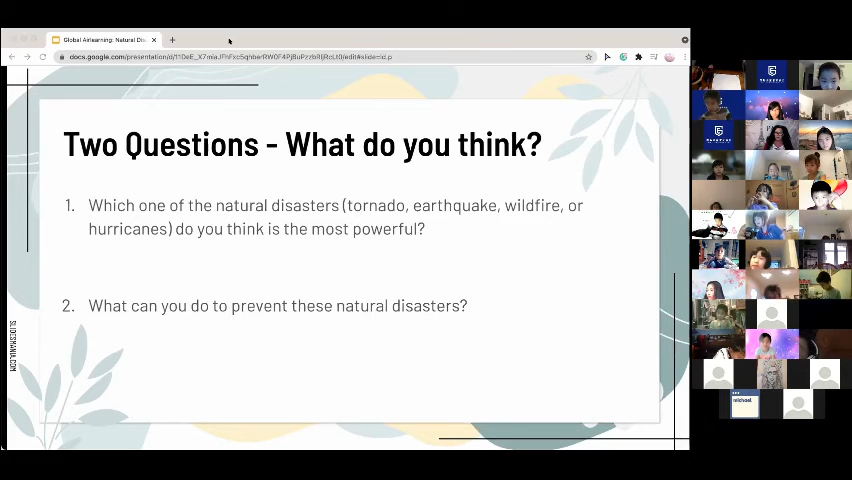 Global Airlearning: Natural Dis
Two Questions - What do you think?
1. Which one of the natural disasters (tornado, earthquake, wildfire, or
hurricanes) do you think is the most powerful?
2. What can you do to prevent these natural disasters?
SLIDESMANIA.COM
michael